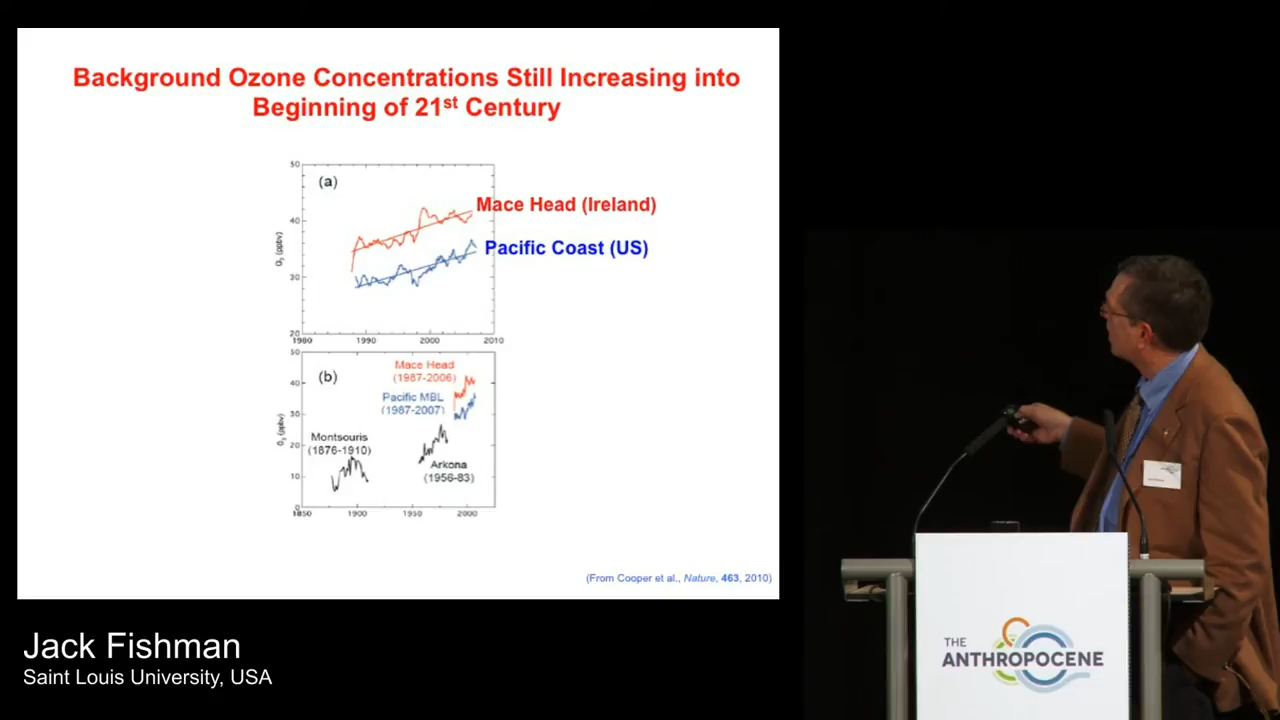 Background Ozone Concentrations Still Increasing into
Beginning of 21st Century
50
(a)
40
30
20
O3 (ppbv)
1980
1990
2000
2010
Mace Head (Ireland)
Pacific Coast (US)
50
(b)
40
30
20
10
0
O3 (ppbv)
Mace Head
(1987-2006)
Pacific MBL
(1987-2007)
Montsouris
(1876-1910)
Arkona
(1956-83)
1850
1900
1950
2000
(From Cooper et al., Nature, 463, 2010)
THE
ANTHROPOCENE
Jack Fishman
Saint Louis University, USA